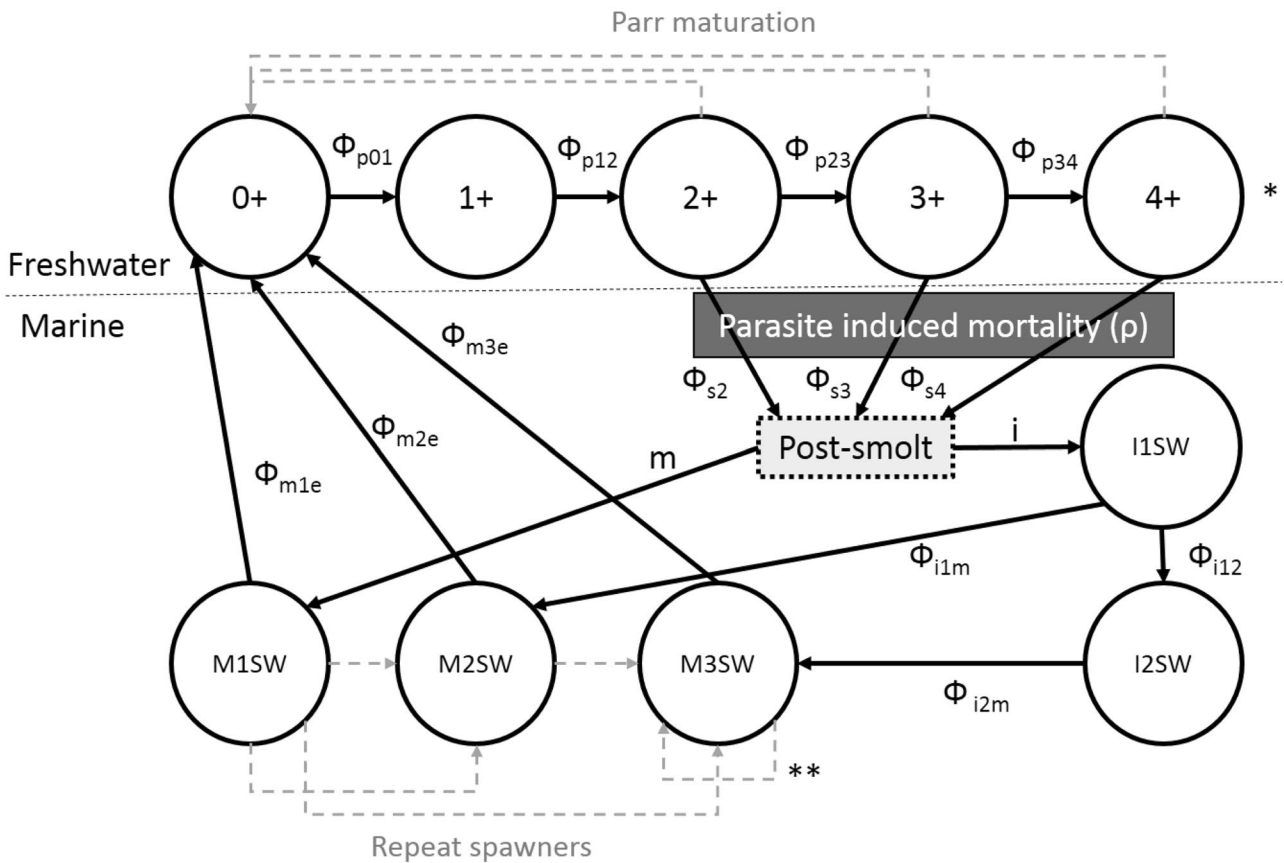 Parr maturation
Φp01
Φp12
Φp23
Φp34
0+
1+
2+
3+
4+
*
Freshwater
Marine
Parasite induced mortality (ρ)
Φm3e
Φs2
Φs3
Φs4
Φm2e
Φm1e
m
Post-smolt
i
I1SW
Φi1m
Φi12
M1SW
M2SW
M3SW
I2SW
Φi2m
**
Repeat spawners